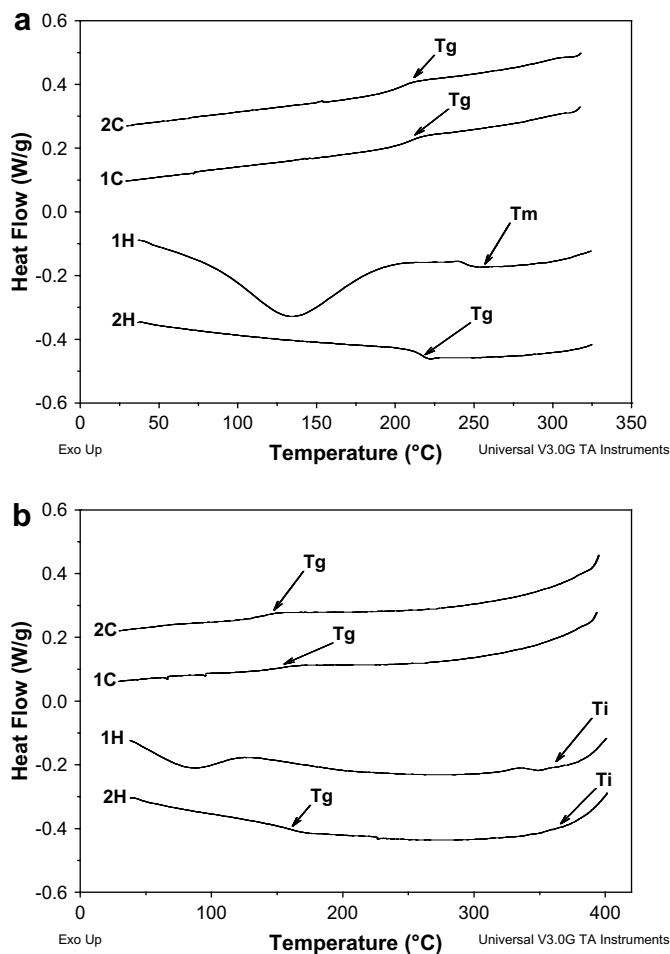 a
0.6
Tg
0.4
Tg
2C
0.2
1C
Heat Flow (W/g)
0.0
1H
Tm
-0.2
Tg
2H
-0.4
-0.6
0 50 100 150 200 250 300 350
Exo Up Temperature (°C) Universal V3.0G TA Instruments
b
0.6
Tg
0.4
2C
Tg
0.2
1C
Heat Flow (W/g)
0.0
1H
Ti
-0.2
2H
Tg
Ti
-0.4
-0.6
0 100 200 300 400
Exo Up Temperature (°C) Universal V3.0G TA Instruments